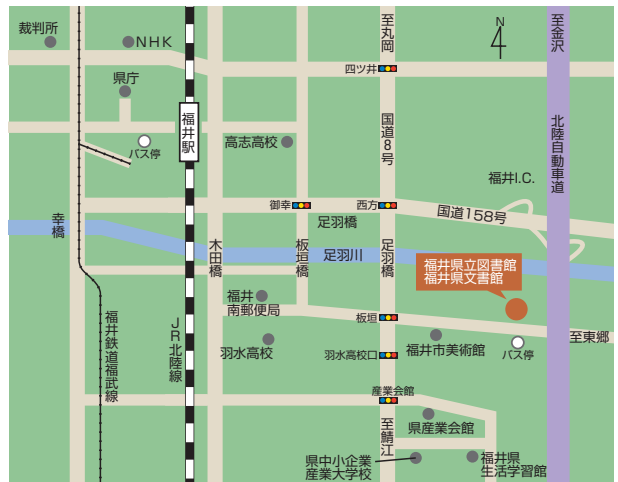 裁判所
NHK
県庁
バス停
福井駅
高志高校
至丸岡
四ツ井
国道8号
N
至金沢
北陸自動車道
福井I.C.
御幸
西方
国道158号
足羽橋
幸橋
木田橋
板垣橋
足羽川
足羽橋
福井県立図書館
福井県文書館
福井
南郵便局
板垣
羽水高校
羽水高校口
福井市美術館
バス停
至東郷
福井鉄道福武線
JR北陸線
産業会館
至鯖江
県産業会館
県中小企業
産業大学校
福井県
生活学習館